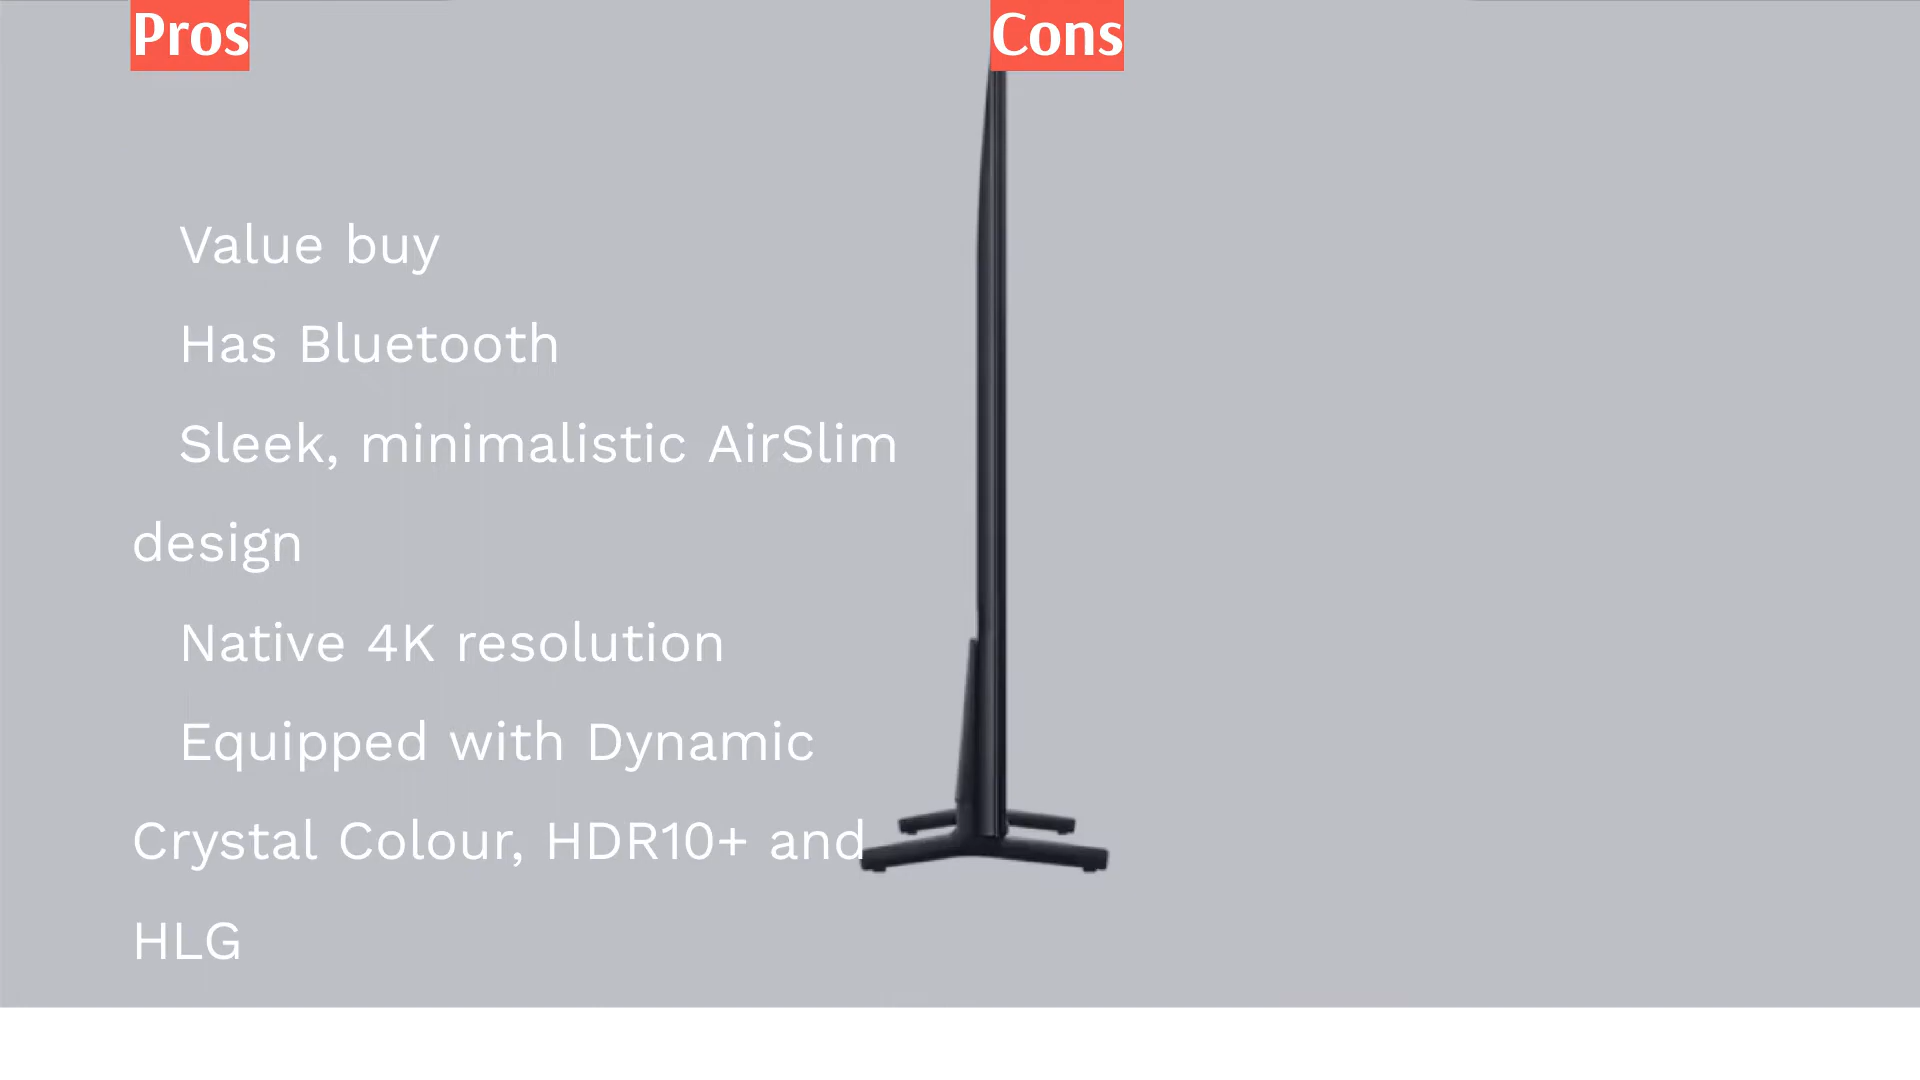 Pros
Cons
Value buy
Has Bluetooth
Sleek, minimalistic AirSlim
design
Native 4K resolution
Equipped with Dynamic
Crystal Colour, HDR10+ and
HLG